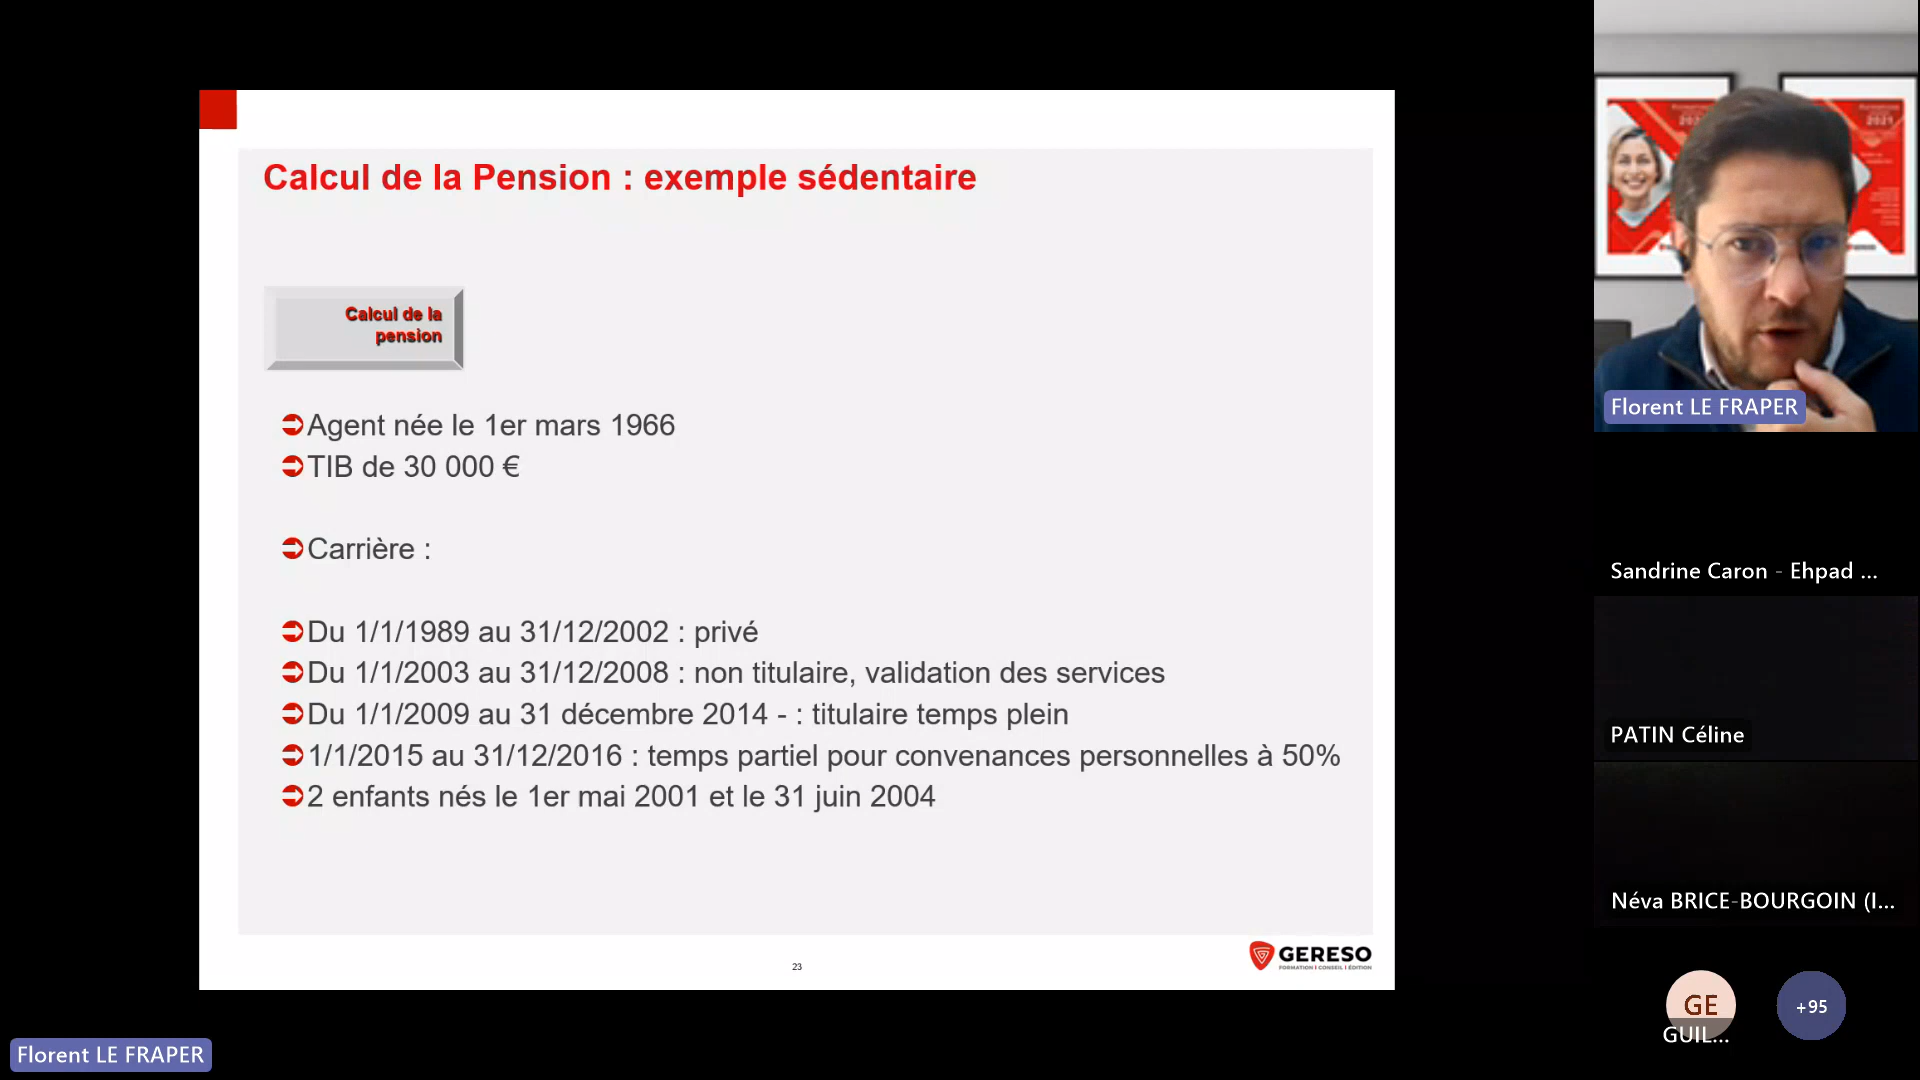 Calcul de la Pension : exemple sédentaire
Calcul de la
pension
Agent née le 1er mars 1966
TIB de 30 000 €
Carrière :
Du 1/1/1989 au 31/12/2002 : privé
Du 1/1/2003 au 31/12/2008 : non titulaire, validation des services
Du 1/1/2009 au 31 décembre 2014 - : titulaire temps plein
1/1/2015 au 31/12/2016 : temps partiel pour convenances personnelles à 50%
2 enfants nés le 1er mai 2001 et le 31 juin 2004
23
GERESO
FORMATION I CONSEIL I ÉDITION
2021
Florent LE FRAPER
Sandrine Caron - Ehpad ...
PATIN Céline
Néva BRICE-BOURGOIN (I...
GE
GUIL...
+95
Florent LE FRAPER